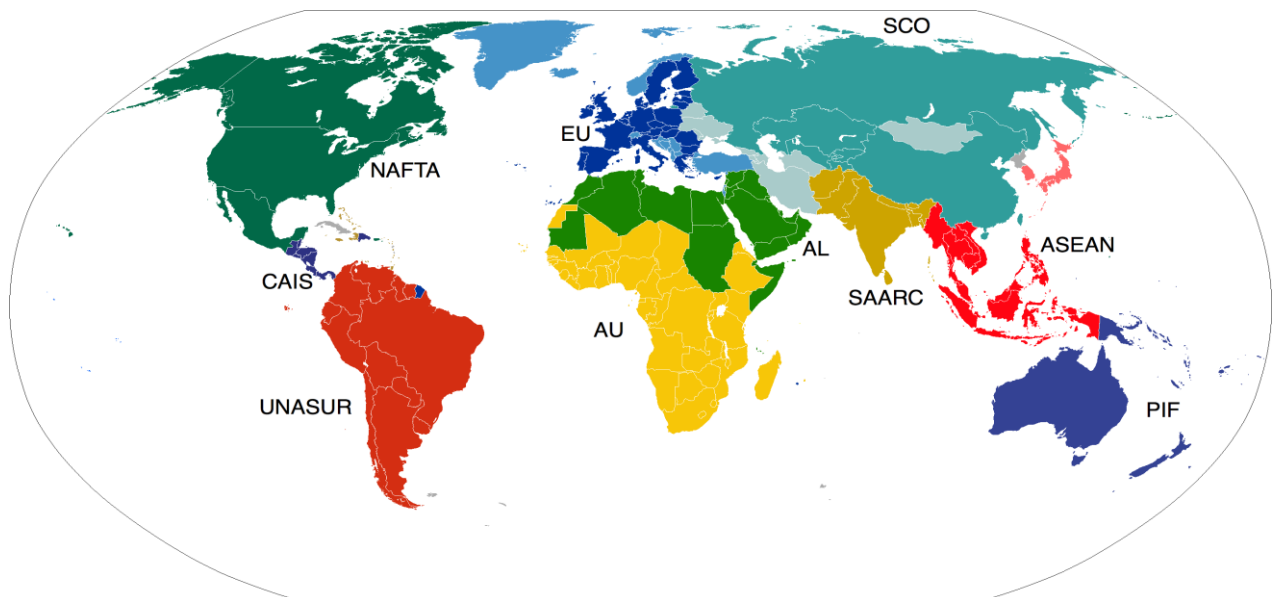 SCO
EU
NAFTA
ASEAN
AL
CAIS
SAARC
AU
UNASUR
PIF